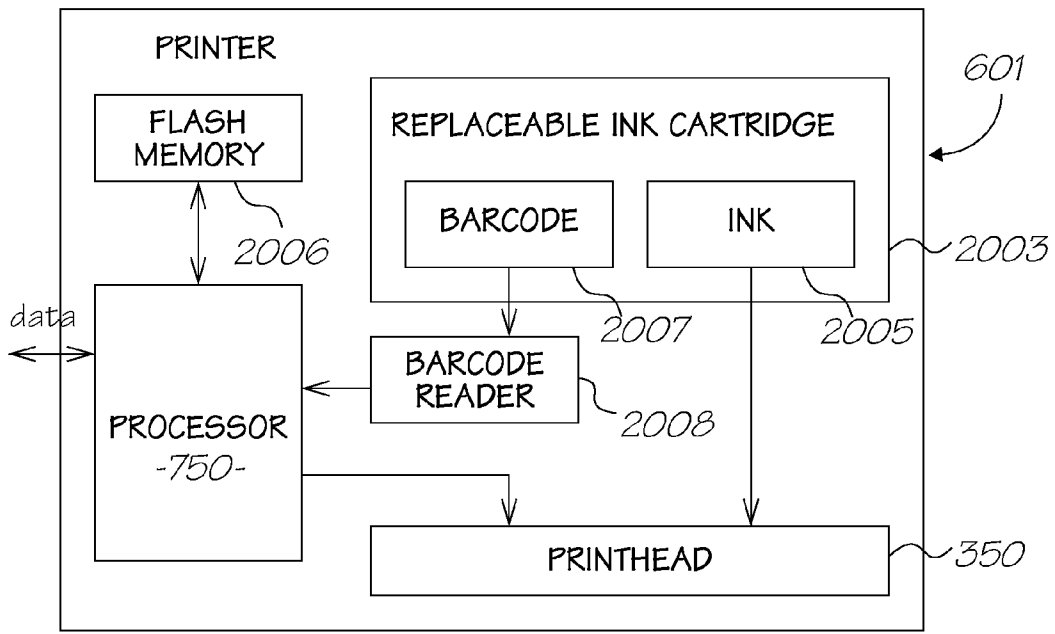 PRINTER
601
FLASH
MEMORY
REPLACEABLE INK CARTRIDGE
BARCODE
INK
2006
2003
data
2007
2005
BARCODE
READER
2008
PROCESSOR
-750-
PRINTHEAD
350